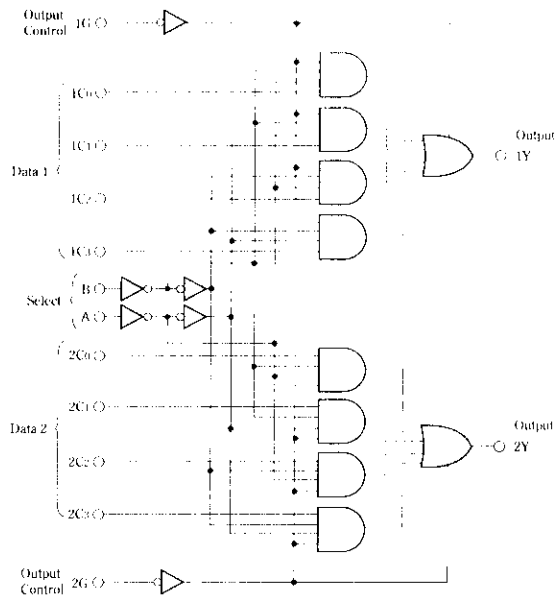 Output
Control 1G
1C0
1C1
Data 1
1C2
1C3
Output
1Y
Select
B
A
2C0
2C1
Data 2
2C2
2C3
Output
2Y
Output
Control 2G